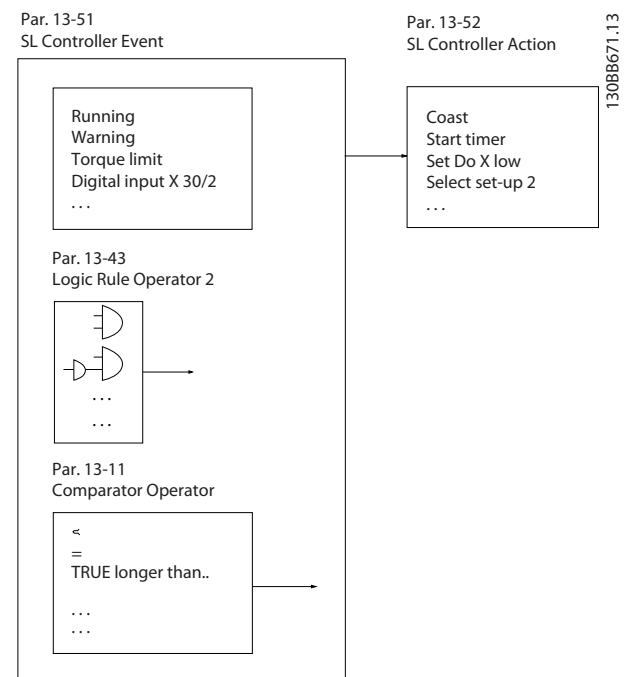 Par. 13-51
SL Controller Event
Par. 13-52
SL Controller Action
130BB671.13
Running
Warning
Torque limit
Digital input X 30/2
. . .
Coast
Start timer
Set Do X low
Select set-up 2
. . .
Par. 13-43
Logic Rule Operator 2
. . .
. . .
Par. 13-11
Comparator Operator
<
=
TRUE longer than..
. . .
. . .